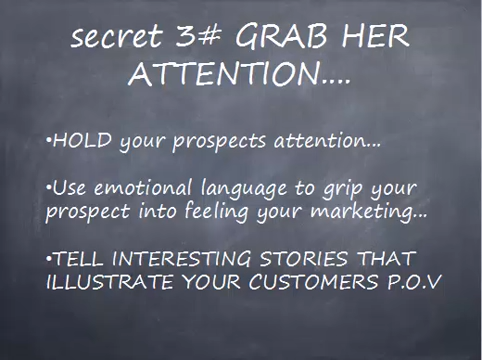 secret 3# GRAB HER
ATTENTION....
•HOLD your prospects attention...
•Use emotional language to grip your
prospect into feeling your marketing...
•TELL INTERESTING STORIES THAT
ILLUSTRATE YOUR CUSTOMERS P.O.V